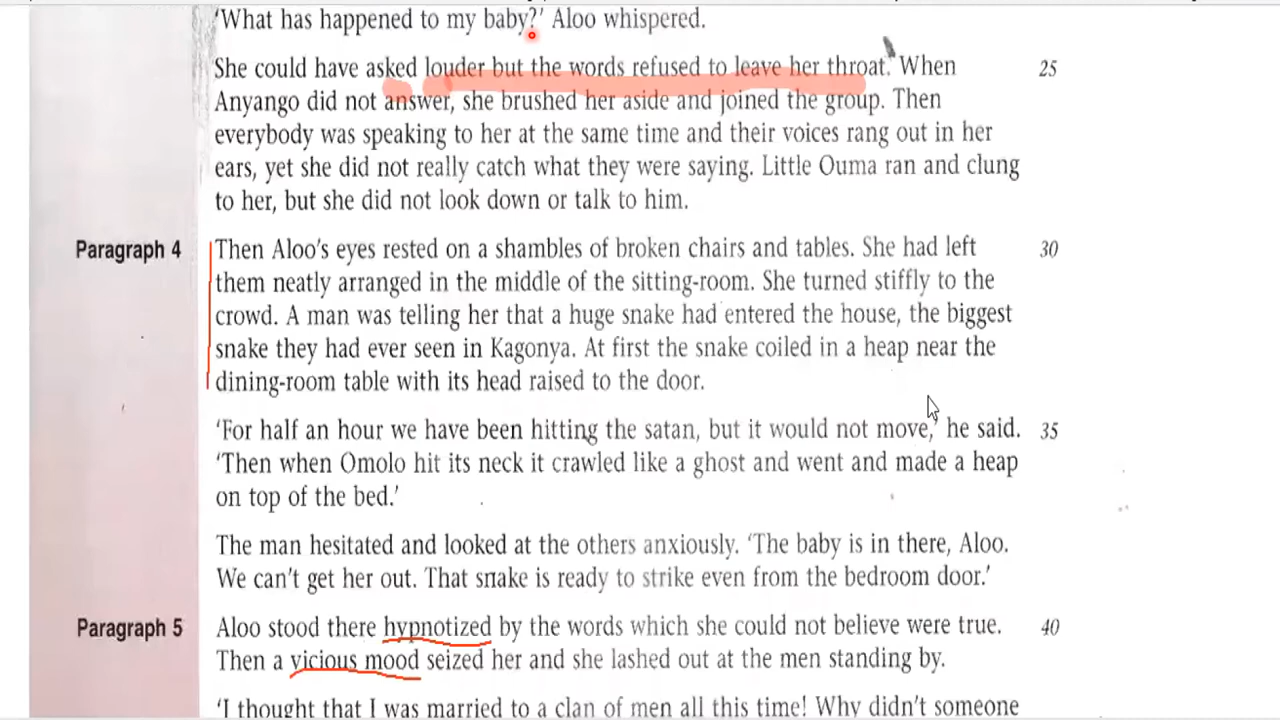 ‘What has happened to my baby?’ Aloo whispered.
She could have asked louder but the words refused to leave her throat. When 25
Anyango did not answer, she brushed her aside and joined the group. Then
everybody was speaking to her at the same time and their voices rang out in her
ears, yet she did not really catch what they were saying. Little Ouma ran and clung
to her, but she did not look down or talk to him.
Paragraph 4 Then Aloo’s eyes rested on a shambles of broken chairs and tables. She had left 30
them neatly arranged in the middle of the sitting-room. She turned stiffly to the
crowd. A man was telling her that a huge snake had entered the house, the biggest
snake they had ever seen in Kagonya. At first the snake coiled in a heap near the
dining-room table with its head raised to the door.
‘For half an hour we have been hitting the satan, but it would not move,’ he said. 35
‘Then when Omolo hit its neck it crawled like a ghost and went and made a heap
on top of the bed.’
The man hesitated and looked at the others anxiously. ‘The baby is in there, Aloo.
We can’t get her out. That snake is ready to strike even from the bedroom door.’
Paragraph 5 Aloo stood there hypnotized by the words which she could not believe were true. 40
Then a vicious mood seized her and she lashed out at the men standing by.
‘I thought that I was married to a clan of men all this time! Why didn’t someone